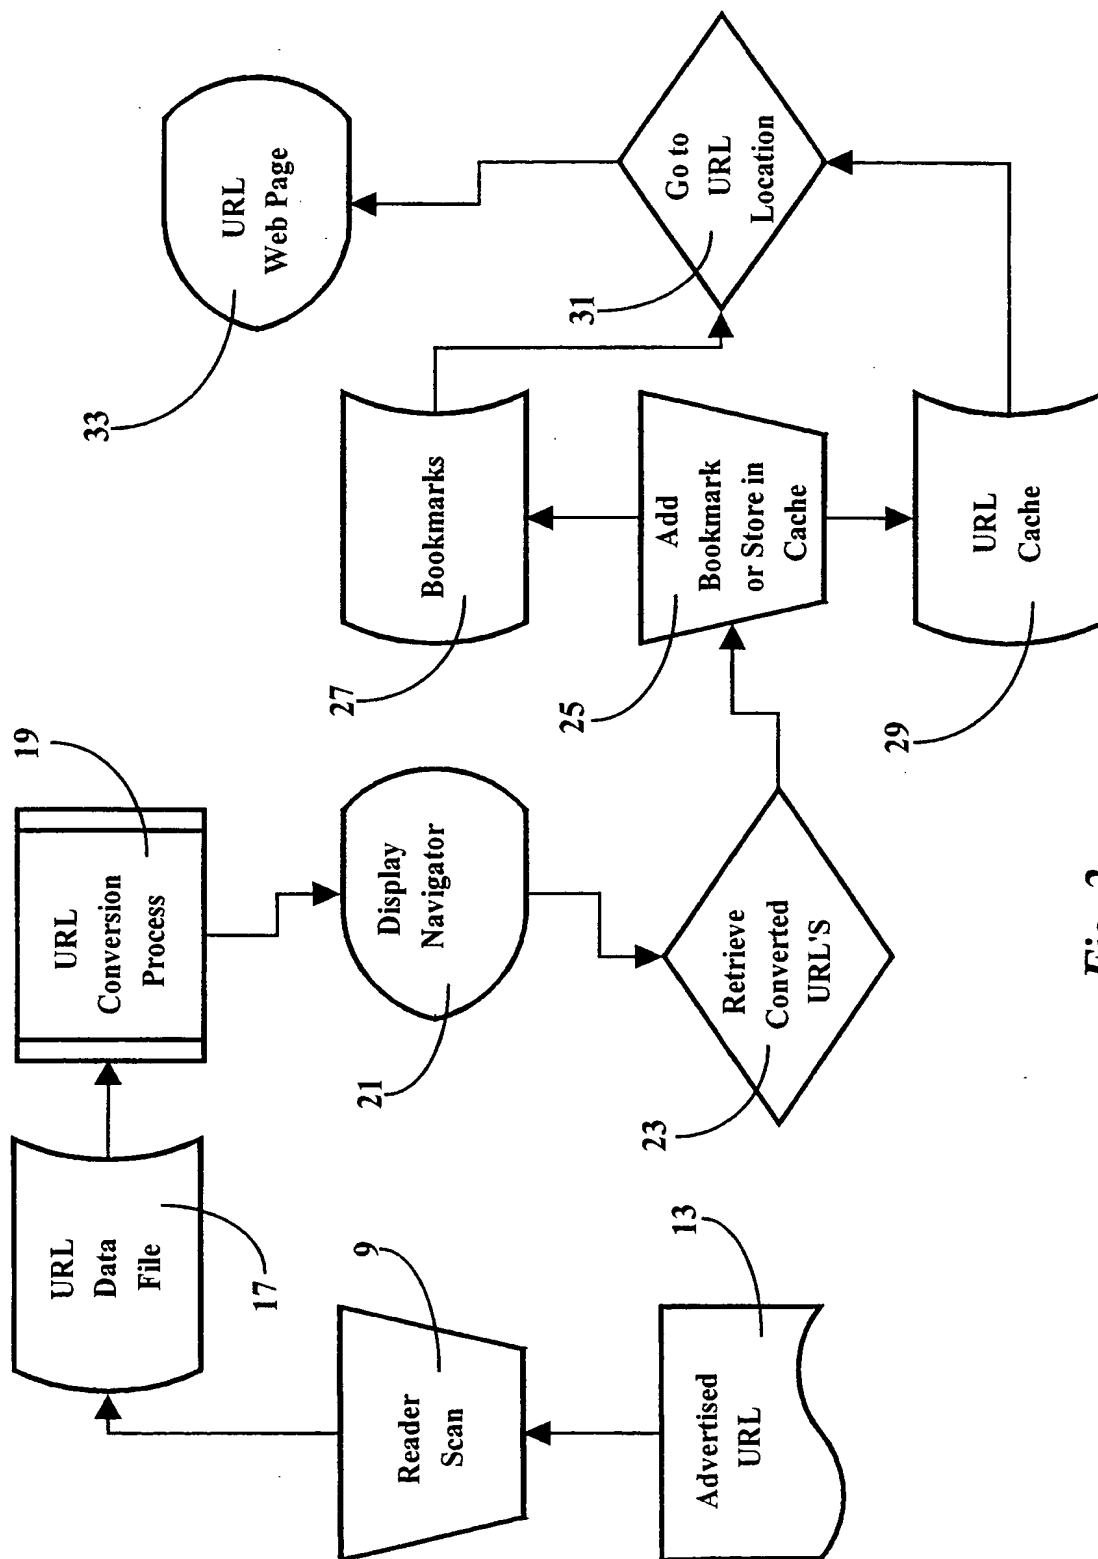 Advertised
URL
13
Reader
Scan
9
URL
Data
File
17
URL
Conversion
Process
19
Display
Navigator
21
Retrieve
Converted
URL'S
23
Add
Bookmark
or Store in
Cache
25
Bookmarks
27
URL
Cache
29
Go to
URL
Location
31
URL
Web Page
33